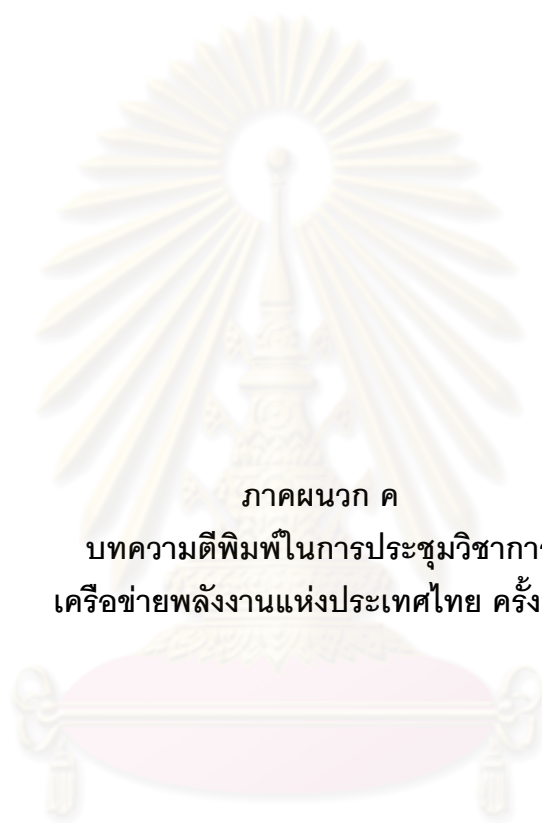 ภาคผนวก ค
บทความตีพิมพ์ในการประชุมวิชาการ
เครือข่ายพลังงานแห่งประเทศไทย ครั้ง